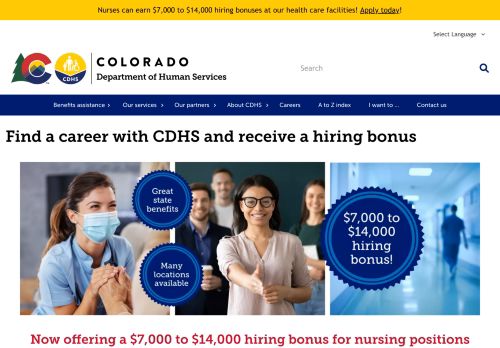 Nurses can earn $7,000 to $14,000 hiring bonuses at our health care facilities! Apply today!
Select Language
COLORADO
Department of Human Services
CDHS
Search
Benefits assistance
Our services
Our partners
About CDHS
Careers
A to Z index
I want to ...
Contact us
Find a career with CDHS and receive a hiring bonus
Great
state
benefits
Many
locations
available
$7,000 to
$14,000
hiring
bonus!
Now offering a $7,000 to $14,000 hiring bonus for nursing positions